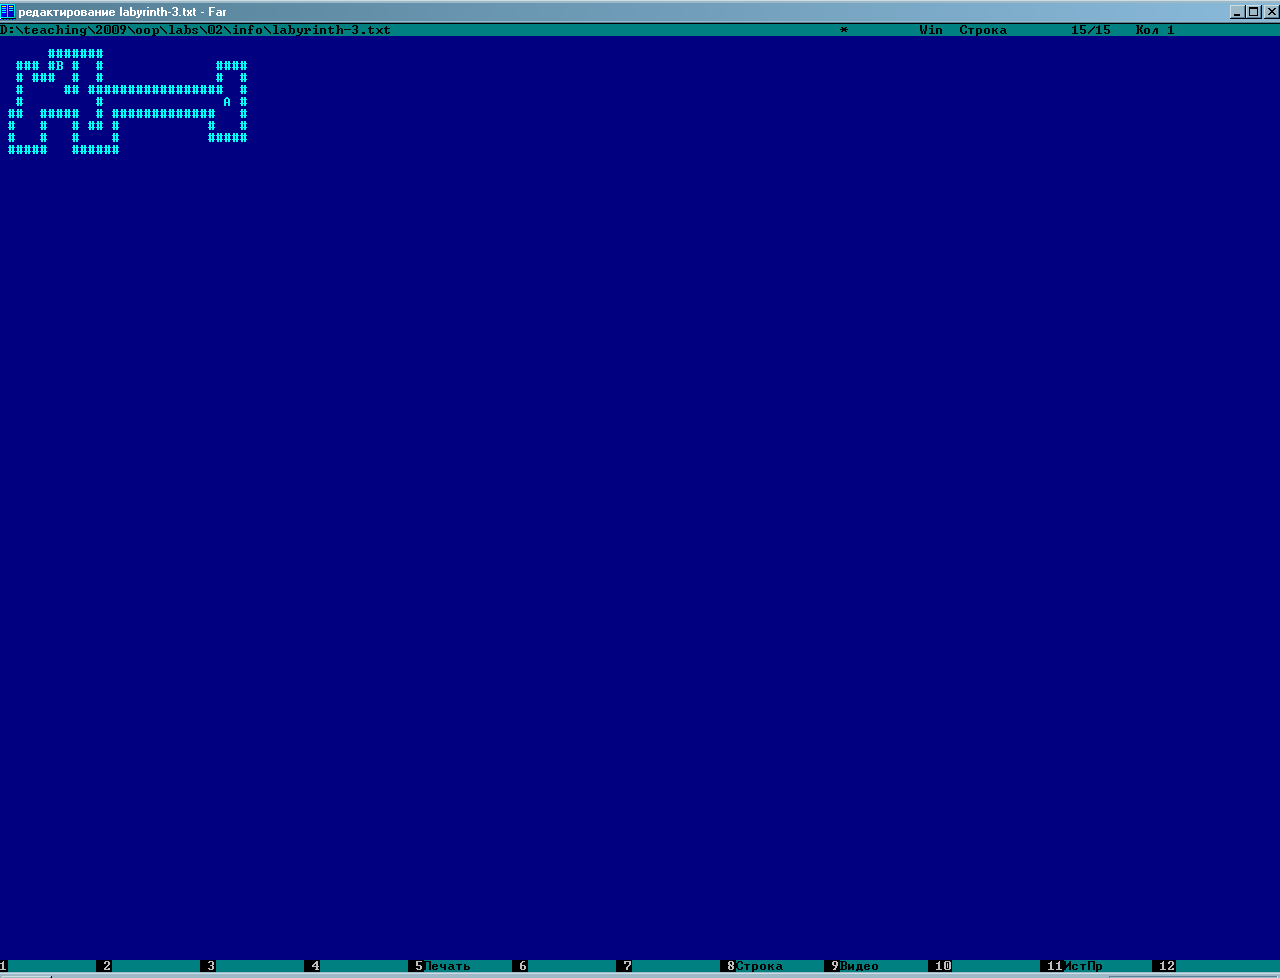 редактирование labyrinth-3.txt - Far
D:\teaching\2009\oop\labs\02\info\labyrinth-3.txt * Win Строка 15/15 Кол 1
      #######
  ### #B #  #              ####
  # ###  #  #              #  #
  #     ## #################  #
  #         #               A #
 ##  #####  # #############   #
 #   #   # ## #           #   #
 #   #   #    #           #####
 #####   ######
1 2 3 4 5Печать 6 7 8Строка 9Видео 10 11ИстПр 12